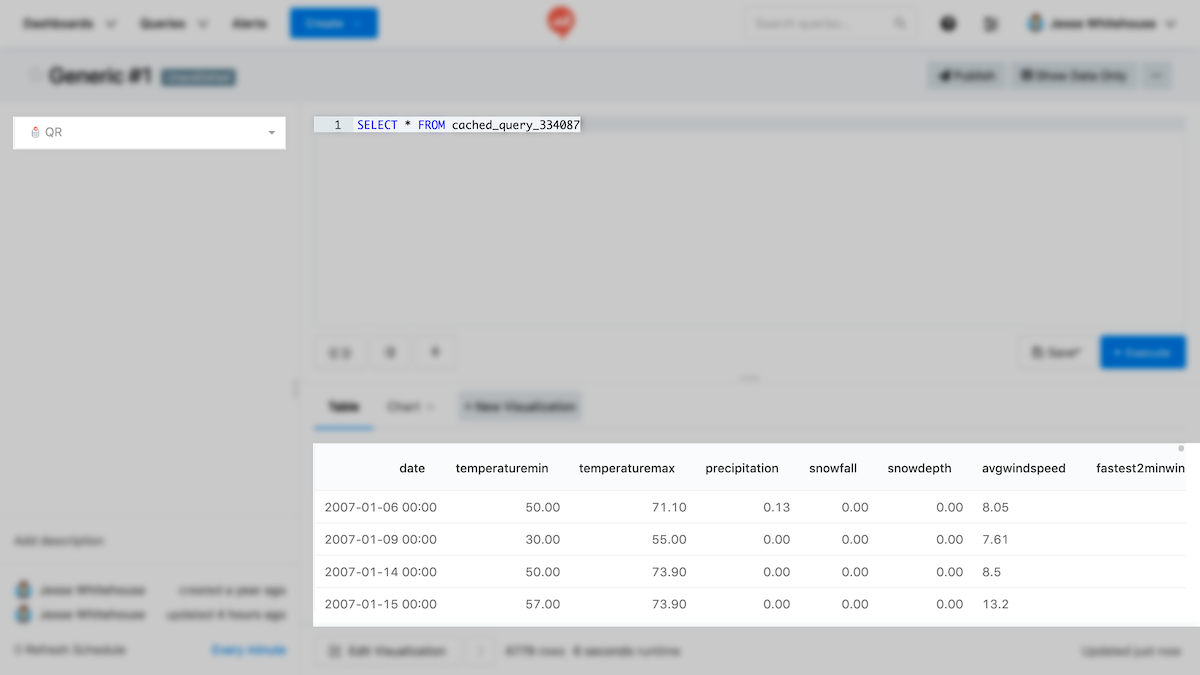 Dashboards Queries Alerts Create Search queries... Jesse Whitehouse
Generic #1 Unpublished Publish Show Data Only
QR
1 SELECT * FROM cached_query_334087
Save* Execute
Table Chart + New Visualization
date temperaturemin temperaturemax precipitation snowfall snowdepth avgwindspeed fastest2minwin
2007-01-06 00:00 50.00 71.10 0.13 0.00 0.00 8.05
2007-01-09 00:00 30.00 55.00 0.00 0.00 0.00 7.61
2007-01-14 00:00 50.00 73.90 0.00 0.00 0.00 8.5
2007-01-15 00:00 57.00 73.90 0.00 0.00 0.00 13.2
Add description
Jesse Whitehouse created a year ago
Jesse Whitehouse updated 4 hours ago
Refresh Schedule Every minute
Edit Visualization rows seconds runtime Updated just now